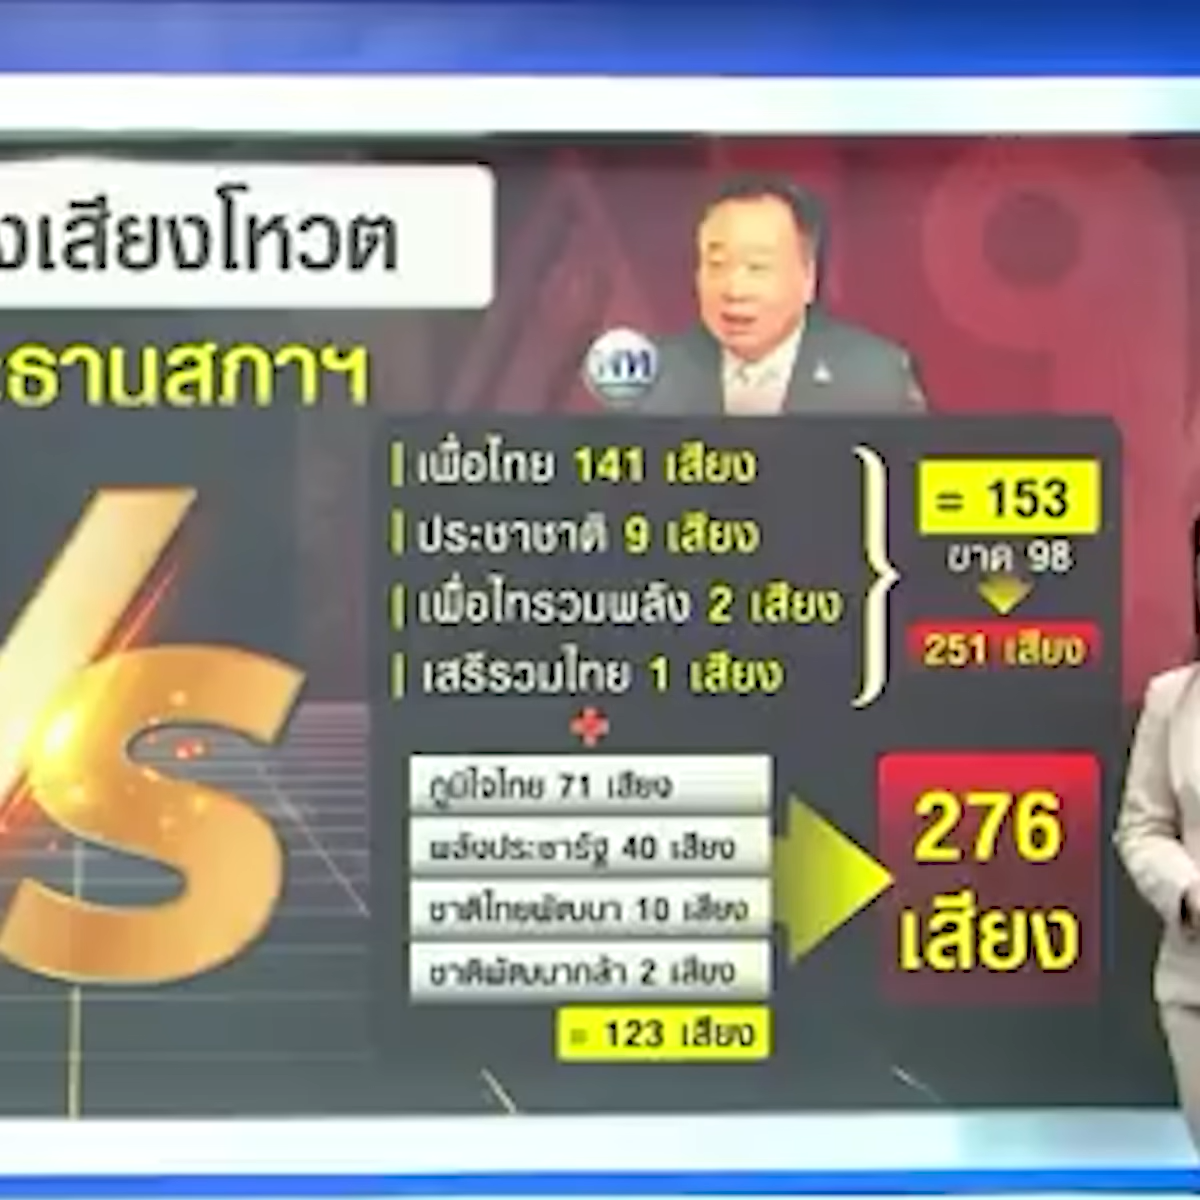 งเสียงโหวต
ะธานสภาฯ
เพื่อไทย 141 เสียง
ประชาชาติ 9 เสียง
เพื่อไทรวมพลัง 2 เสียง
เสรีรวมไทย 1 เสียง
= 153
ขาด 98
251 เสียง
ภูมิใจไทย 71 เสียง
พลังประชารัฐ 40 เสียง
ชาติไทยพัฒนา 10 เสียง
ชาติพัฒนากล้า 2 เสียง
= 123 เสียง
276
เสียง
VS